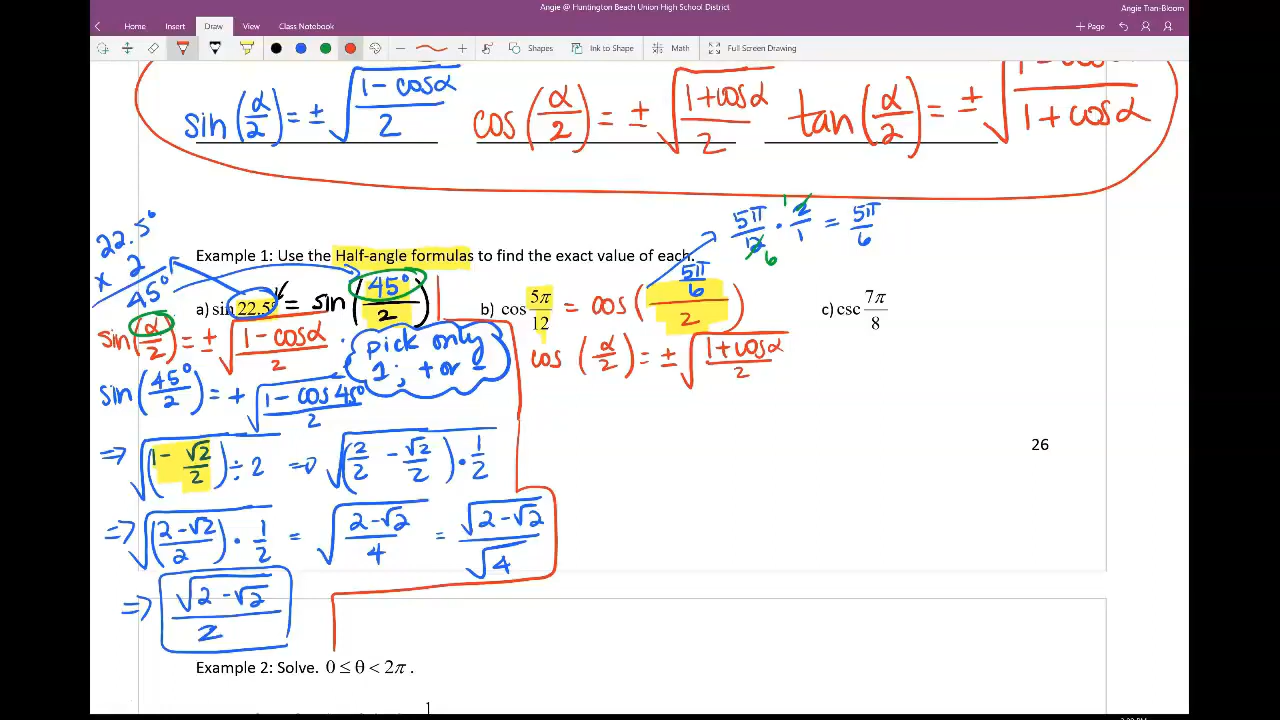 Angie @ Huntington Beach Union High School District
Angie Tran-Bloom
Home Insert Draw View Class Notebook
+ Page
Shapes Ink to Shape Math Full Screen Drawing
sin(α/2) = ± √((1 - cosα)/2) cos(α/2) = ± √((1 + cosα)/2) tan(α/2) = ± √((1 - cosα)/(1 + cosα))
22.5°
× 2
45°
5π/12 · 2/1 = 5π/6
1
6
Example 1: Use the Half-angle formulas to find the exact value of each.
a) sin 22.5° = sin(45°/2)
sin(α/2) = ± √((1 - cosα)/2) .
pick only
1; + or -
sin(45°/2) = + √((1 - cos 45°)/2)
⇒ √((1 - √2/2) ÷ 2) ⇒ √((2/2 - √2/2) · 1/2)
⇒ √(((2 - √2)/2) · 1/2) = √((2 - √2)/4) = √(2 - √2)/√4
⇒ √(2 - √2)/2
b) cos 5π/12 = cos((5π/6)/2)
cos(α/2) = ± √((1 + cosα)/2)
c) csc 7π/8
26
Example 2: Solve. 0 ≤ θ < 2π .
1